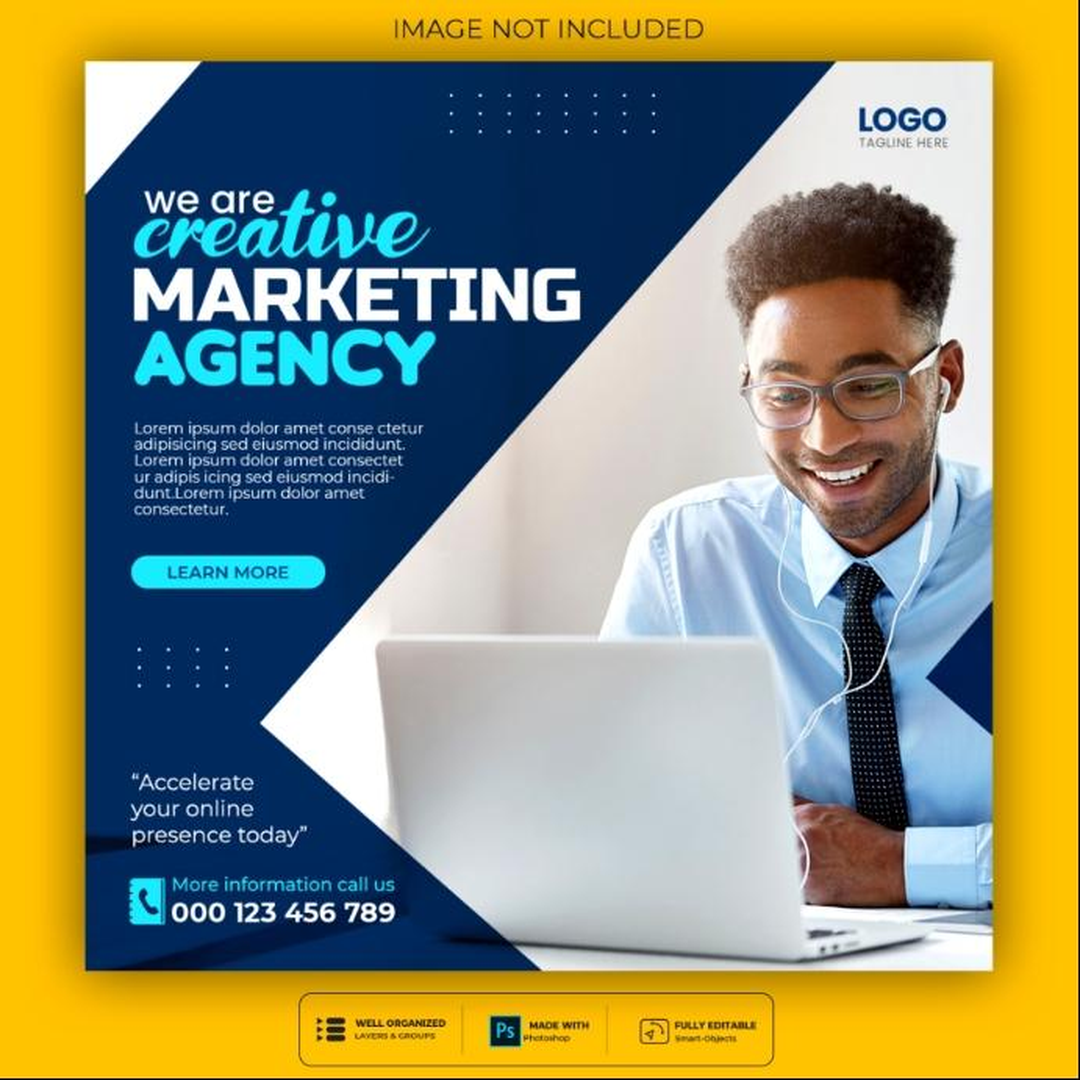 IMAGE NOT INCLUDED
LOGO
TAGLINE HERE
we are
creative
MARKETING
AGENCY
Lorem ipsum dolor amet conse ctetur
adipisicing sed eiusmod incididunt.
Lorem ipsum dolor amet consectet
ur adipis icing sed eiusmod incidi-
dunt.Lorem ipsum dolor amet
consectetur.
LEARN MORE
“Accelerate
your online
presence today”
More information call us
000 123 456 789
WELL ORGANIZED
LAYERS & GROUPS
Ps
MADE WITH
Photoshop
FULLY EDITABLE
Smart-Objects